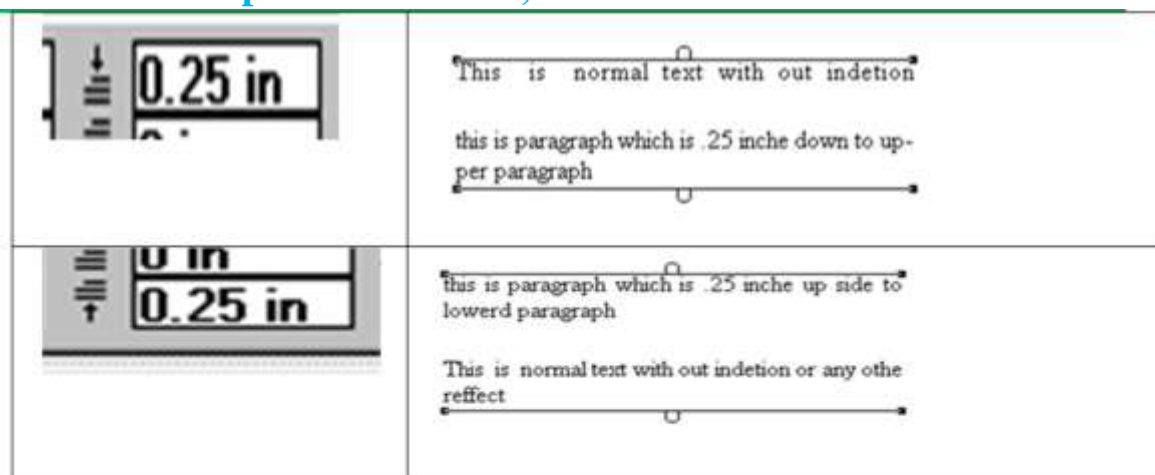 0.25 in
This is normal text with out indetion
this is paragraph which is .25 inche down to up-
per paragraph
0 in
0.25 in
this is paragraph which is .25 inche up side to
lowerd paragraph
This is normal text with out indetion or any othe
reffect